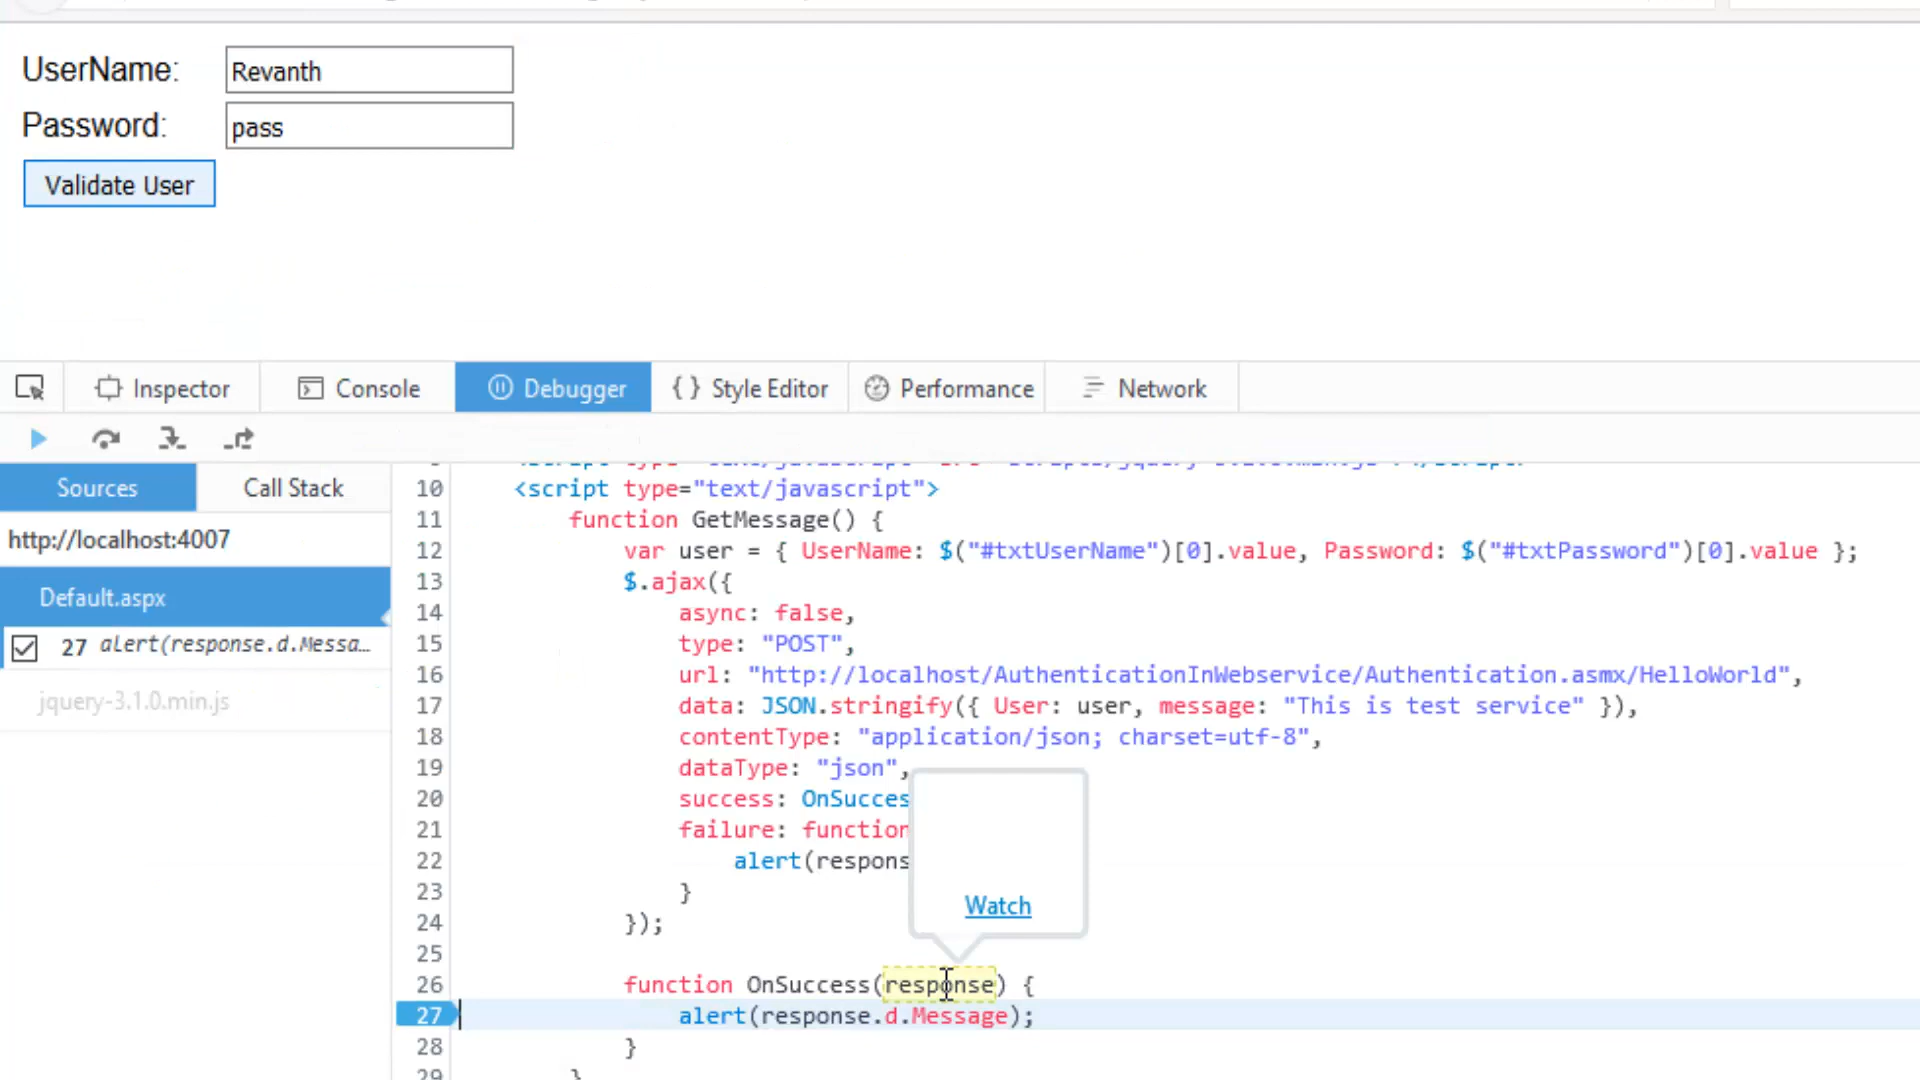 UserName: Revanth
Password: pass
Validate User
Inspector Console Debugger { } Style Editor Performance Network
Sources Call Stack
http://localhost:4007
Default.aspx
27 alert(response.d.Messa...
jquery-3.1.0.min.js
10 <script type="text/javascript">
11 function GetMessage() {
12 var user = { UserName: $("#txtUserName")[0].value, Password: $("#txtPassword")[0].value };
13 $.ajax({
14 async: false,
15 type: "POST",
16 url: "http://localhost/AuthenticationInWebservice/Authentication.asmx/HelloWorld",
17 data: JSON.stringify({ User: user, message: "This is test service" }),
18 contentType: "application/json; charset=utf-8",
19 dataType: "json",
20 success: OnSucces
21 failure: function
22 alert(respons
23 }
24 });
Watch
25
26 function OnSuccess(response) {
27 alert(response.d.Message);
28 }
29 }